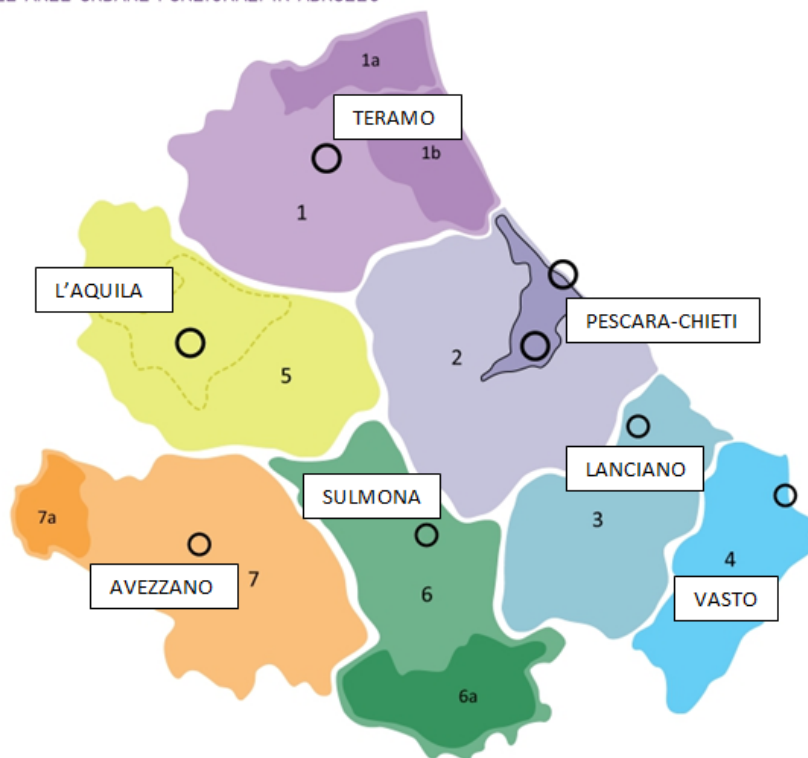 1a
TERAMO
1b
1
L'AQUILA
PESCARA-CHIETI
2
5
LANCIANO
SULMONA
3
7a
4
AVEZZANO
7
6
VASTO
6a